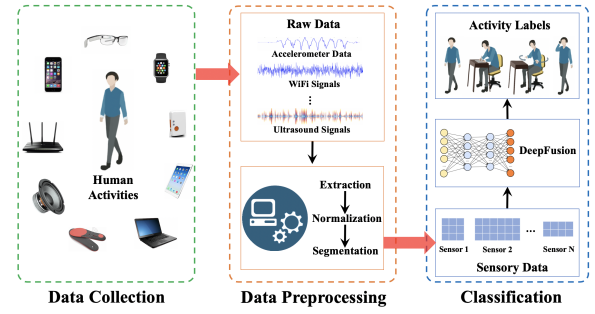 Human
Activities
Data Collection
Raw Data
Accelerometer Data
WiFi Signals
⋮
Ultrasound Signals
Extraction
Normalization
Segmentation
Data Preprocessing
Activity Labels
DeepFusion
...
Sensor 1 Sensor 2 Sensor N
Sensory Data
Classification